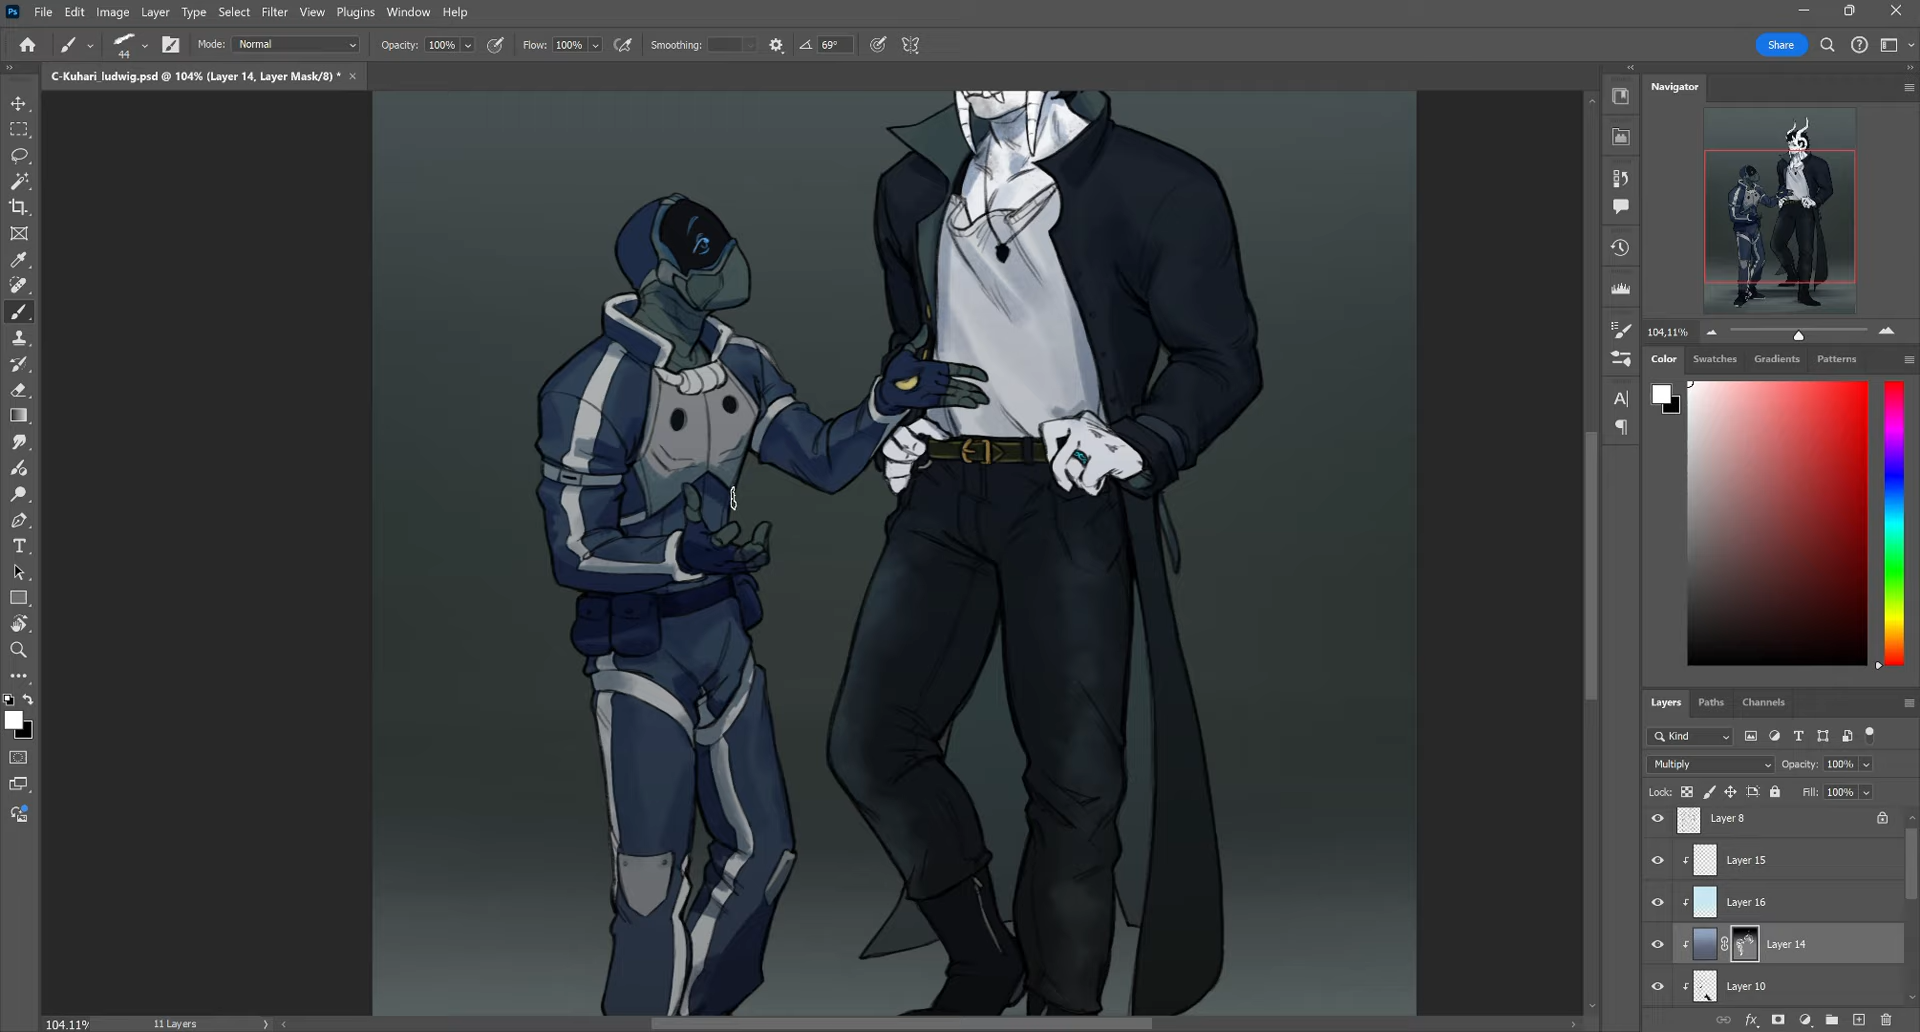 Ps File Edit Image Layer Type Select Filter View Plugins Window Help
44 Mode: Normal Opacity: 100% Flow: 100% Smoothing: 69° Share
C-Kuhari_ludwig.psd @ 104% (Layer 14, Layer Mask/8) * ×
Navigator
104,11%
Color Swatches Gradients Patterns
Layers Paths Channels
Kind
Multiply Opacity: 100%
Lock: Fill: 100%
Layer 8
Layer 15
Layer 16
Layer 14
Layer 10
104.11% 11 Layers